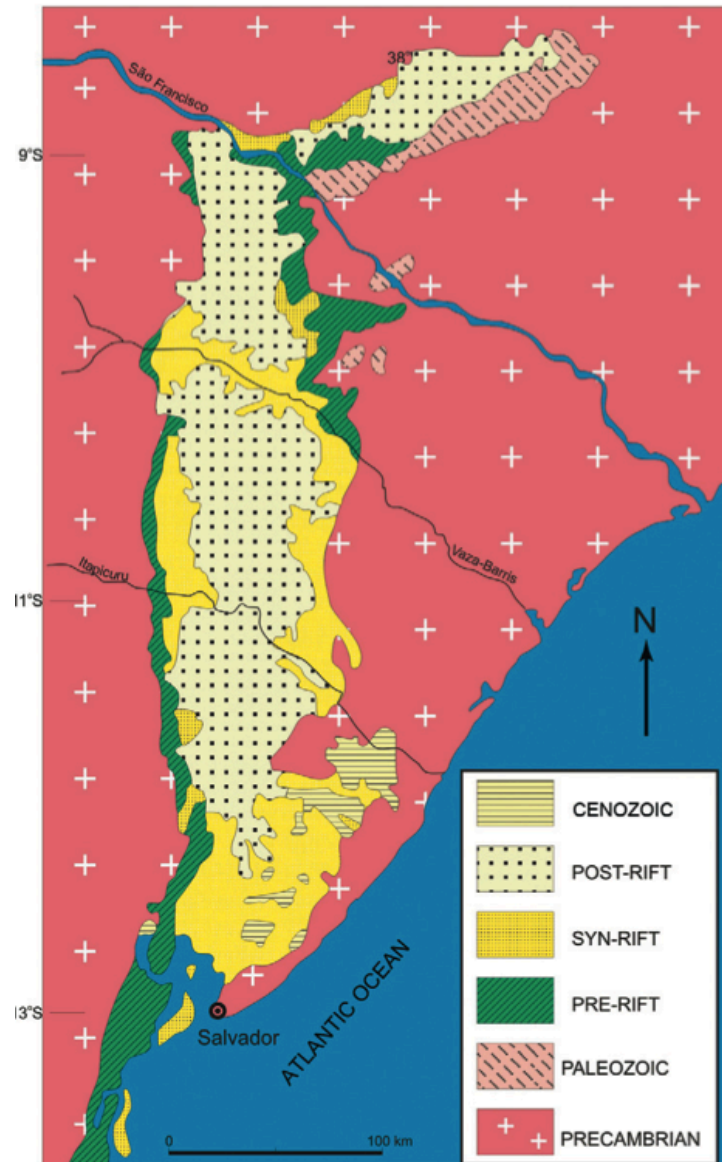 38°
São Francisco
9°S
Itapicuru
Vaza-Barris
11°S
N
13°S
Salvador
ATLANTIC OCEAN
0 100 km
CENOZOIC
POST-RIFT
SYN-RIFT
PRE-RIFT
PALEOZOIC
PRECAMBRIAN